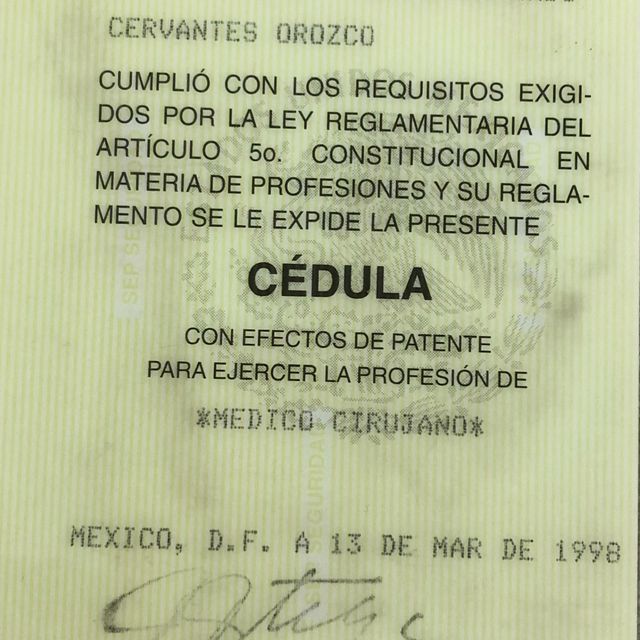 CERVANTES OROZCO
CUMPLIÓ CON LOS REQUISITOS EXIGI-
DOS POR LA LEY REGLAMENTARIA DEL
ARTÍCULO 5o. CONSTITUCIONAL EN
MATERIA DE PROFESIONES Y SU REGLA-
MENTO SE LE EXPIDE LA PRESENTE
CÉDULA
CON EFECTOS DE PATENTE
PARA EJERCER LA PROFESIÓN DE
*MEDICO CIRUJANO*
MEXICO, D.F. A 13 DE MAR DE 1998